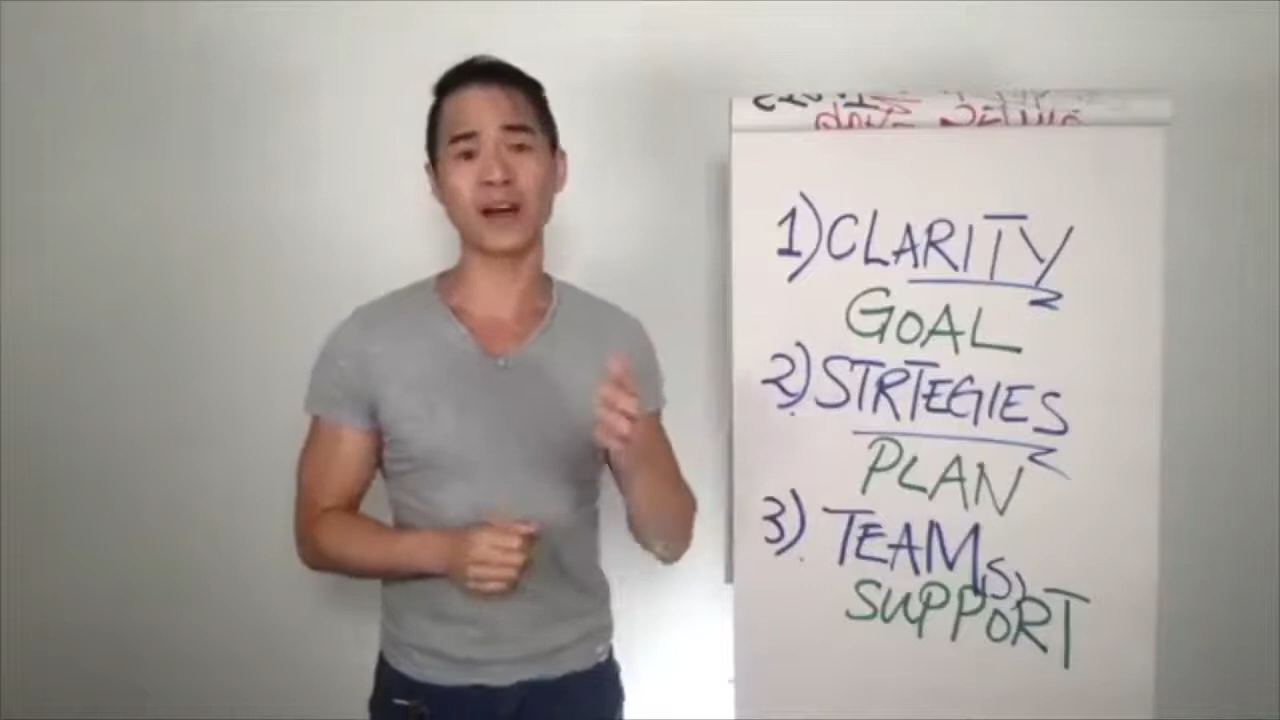 1) CLARITY
GOAL
2) STRTEGIES
PLAN
3) TEAM(S)
SUPPORT